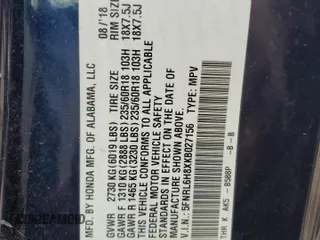 MFD. BY HONDA MFG. OF ALABAMA, LLC 08/'18
GVWR 2730 KG(6019 LBS) TIRE SIZE RIM SIZE
GAWR F 1310 KG(2888 LBS) 235/60R18 103H 18X7.5J
GAWR R 1465 KG(3230 LBS) 235/60R18 103H 18X7.5J
THIS VEHICLE CONFORMS TO ALL APPLICABLE
FEDERAL MOTOR VEHICLE SAFETY
STANDARDS IN EFFECT ON THE DATE OF
MANUFACTURE SHOWN ABOVE.
V.I.N.: 5FNRL6H8XKB027156 TYPE: MPV
THR K AK5 - B588P -B-B